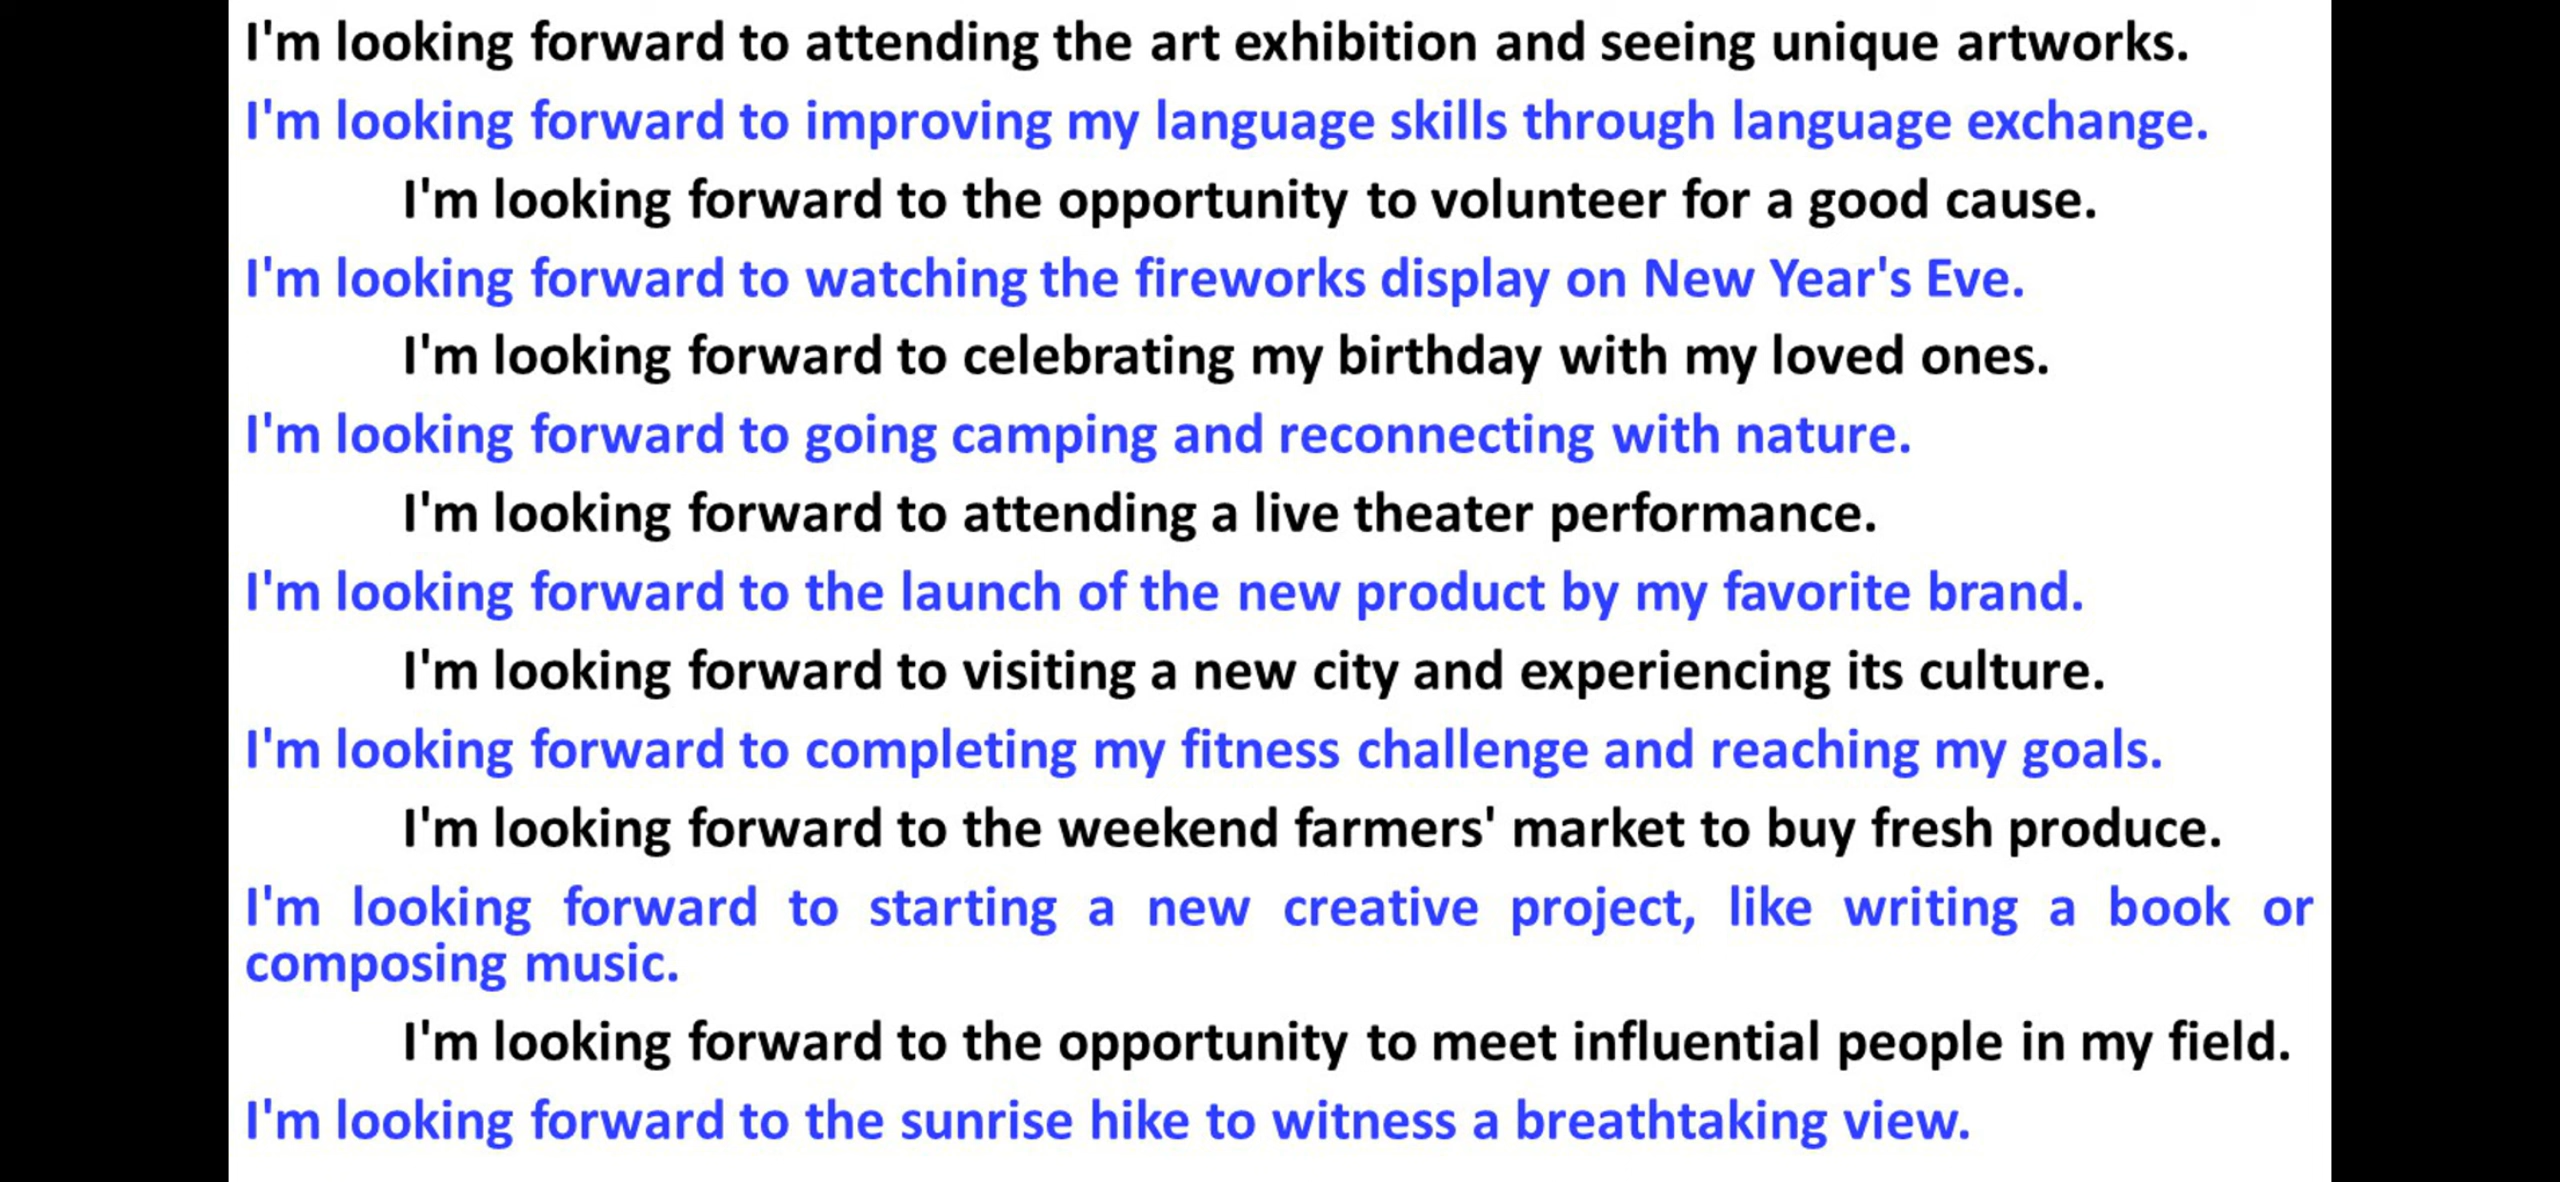 I'm looking forward to attending the art exhibition and seeing unique artworks.
I'm looking forward to improving my language skills through language exchange.
I'm looking forward to the opportunity to volunteer for a good cause.
I'm looking forward to watching the fireworks display on New Year's Eve.
I'm looking forward to celebrating my birthday with my loved ones.
I'm looking forward to going camping and reconnecting with nature.
I'm looking forward to attending a live theater performance.
I'm looking forward to the launch of the new product by my favorite brand.
I'm looking forward to visiting a new city and experiencing its culture.
I'm looking forward to completing my fitness challenge and reaching my goals.
I'm looking forward to the weekend farmers' market to buy fresh produce.
I'm looking forward to starting a new creative project, like writing a book or
composing music.
I'm looking forward to the opportunity to meet influential people in my field.
I'm looking forward to the sunrise hike to witness a breathtaking view.